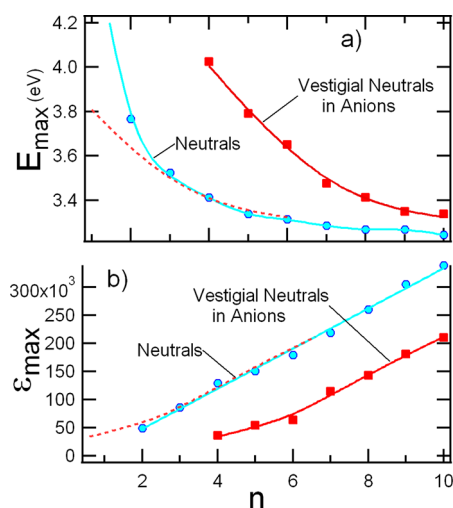 4.2
a)
4.0
Vestigial Neutrals
in Anions
3.8
Neutrals
3.6
3.4
E max (eV)
b)
300x10³
Vestigial Neutrals
in Anions
250
Neutrals
200
150
100
50
0
εmax
2 4 6 8 10
n